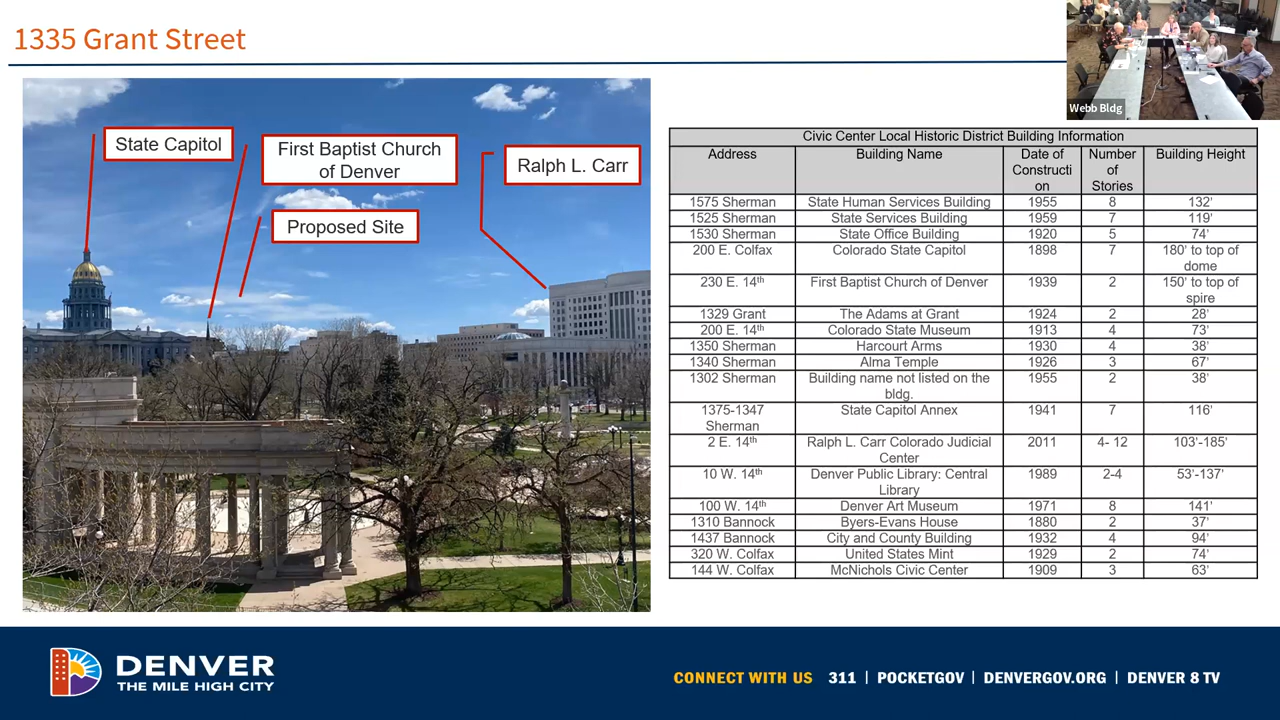 1335 Grant Street
Webb Bldg
State Capitol
First Baptist Church
of Denver
Proposed Site
Ralph L. Carr
Civic Center Local Historic District Building Information
Address Building Name Date of Constructi on Number of Stories Building Height
1575 Sherman State Human Services Building 1955 8 132'
1525 Sherman State Services Building 1959 7 119'
1530 Sherman State Office Building 1920 5 74'
200 E. Colfax Colorado State Capitol 1898 7 180' to top of dome
230 E. 14th First Baptist Church of Denver 1939 2 150' to top of spire
1329 Grant The Adams at Grant 1924 2 28'
200 E. 14th Colorado State Museum 1913 4 73'
1350 Sherman Harcourt Arms 1930 4 38'
1340 Sherman Alma Temple 1926 3 67'
1302 Sherman Building name not listed on the bldg. 1955 2 38'
1375-1347 Sherman State Capitol Annex 1941 7 116'
2 E. 14th Ralph L. Carr Colorado Judicial Center 2011 4- 12 103'-185'
10 W. 14th Denver Public Library: Central Library 1989 2-4 53'-137'
100 W. 14th Denver Art Museum 1971 8 141'
1310 Bannock Byers-Evans House 1880 2 37'
1437 Bannock City and County Building 1932 4 94'
320 W. Colfax United States Mint 1929 2 74'
144 W. Colfax McNichols Civic Center 1909 3 63'
DENVER
THE MILE HIGH CITY
CONNECT WITH US 311 | POCKETGOV | DENVERGOV.ORG | DENVER 8 TV